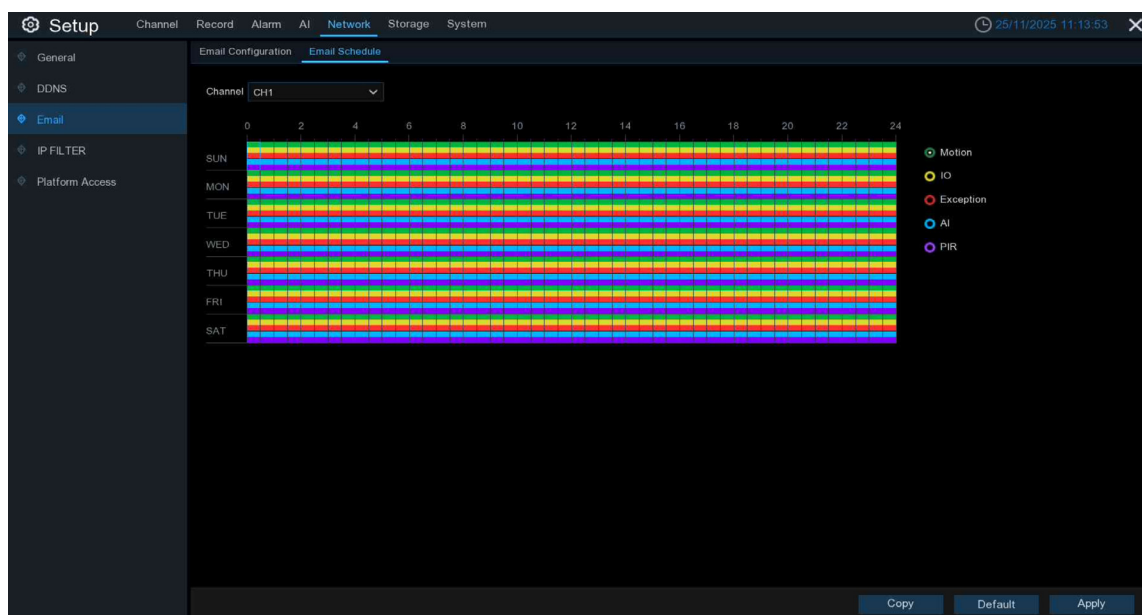 Setup Channel Record Alarm AI Network Storage System 25/11/2025 11:13:53
General
DDNS
Email
IP FILTER
Platform Access
Email Configuration Email Schedule
Channel CH1
0 2 4 6 8 10 12 14 16 18 20 22 24
SUN
MON
TUE
WED
THU
FRI
SAT
Motion
IO
Exception
AI
PIR
Copy Default Apply